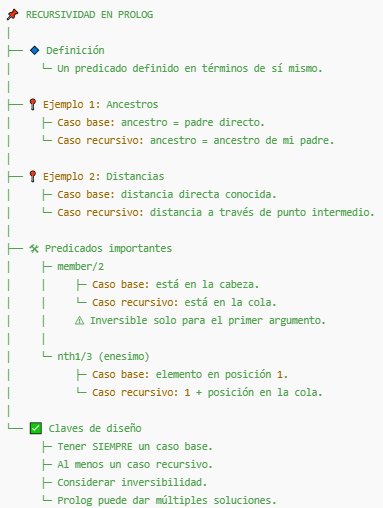 📌 RECURSIVIDAD EN PROLOG
│
├── 🔷 Definición
│     └─ Un predicado definido en términos de sí mismo.
│
├── 📍 Ejemplo 1: Ancestros
│     ├─ Caso base: ancestro = padre directo.
│     └─ Caso recursivo: ancestro = ancestro de mi padre.
│
├── 📍 Ejemplo 2: Distancias
│     ├─ Caso base: distancia directa conocida.
│     └─ Caso recursivo: distancia a través de punto intermedio.
│
├── 🛠 Predicados importantes
│     ├─ member/2
│     │     ├─ Caso base: está en la cabeza.
│     │     └─ Caso recursivo: está en la cola.
│     │     ⚠ Inversible solo para el primer argumento.
│     │
│     └─ nth1/3 (enesimo)
│           ├─ Caso base: elemento en posición 1.
│           └─ Caso recursivo: 1 + posición en la cola.
│
└── ✅ Claves de diseño
      ├─ Tener SIEMPRE un caso base.
      ├─ Al menos un caso recursivo.
      ├─ Considerar inversibilidad.
      └─ Prolog puede dar múltiples soluciones.